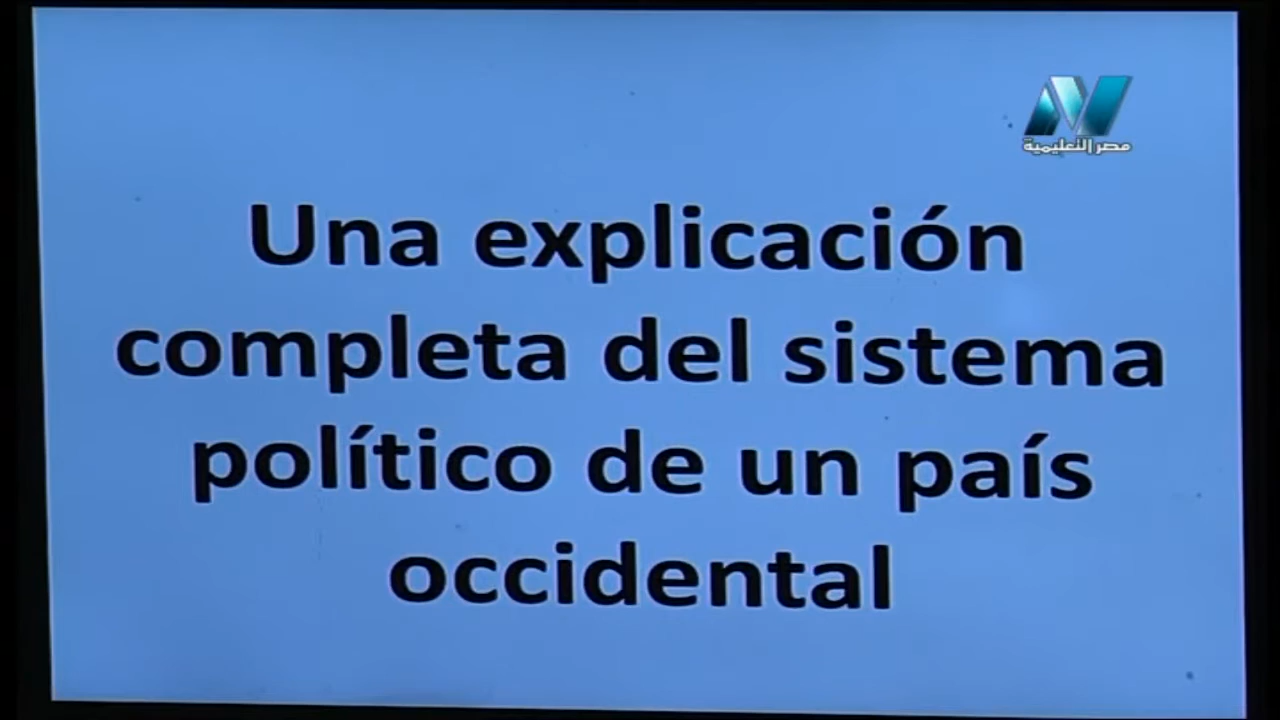 مصر التعليمية
Una explicación
completa del sistema
político de un país
occidental